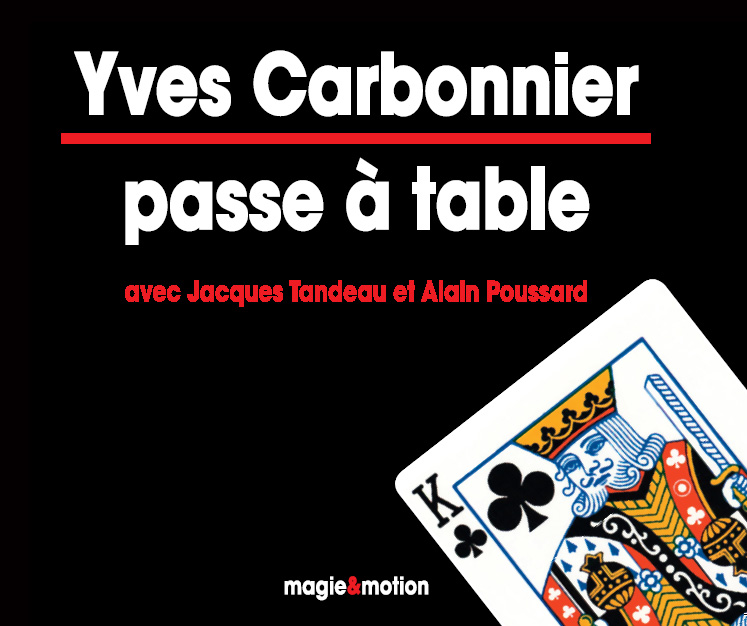 Yves Carbonnier
passe à table
avec Jacques Tandeau et Alain Poussard
K
magie&motion